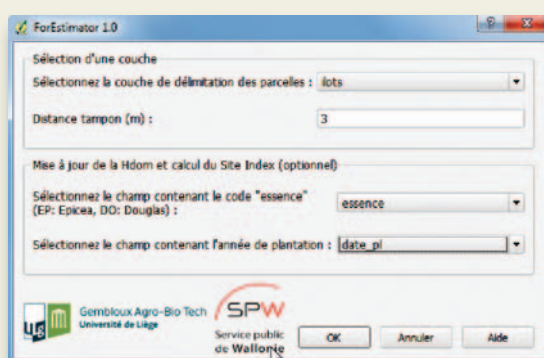 ForEstimator 1.0
Sélection d'une couche
Sélectionnez la couche de délimitation des parcelles : ilots
Distance tampon (m) : 3
Mise à jour de la Hdom et calcul du Site Index (optionnel)
Sélectionnez le champ contenant le code "essence"
(EP: Epicea, DO: Douglas) : essence
Sélectionnez le champ contenant l'année de plantation : date_pl
ULg Gembloux Agro-Bio Tech
Université de Liège
SPW
Service public
de Wallonie
OK Annuler Aide